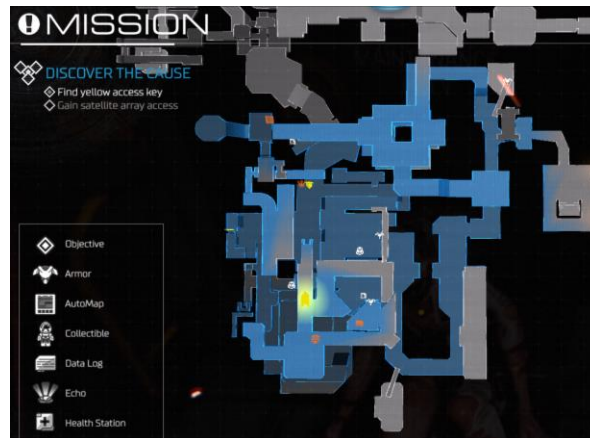 MISSION
DISCOVER THE CAUSE
Find yellow access key
Gain satellite array access
Objective
Armor
AutoMap
Collectible
Data Log
Echo
Health Station